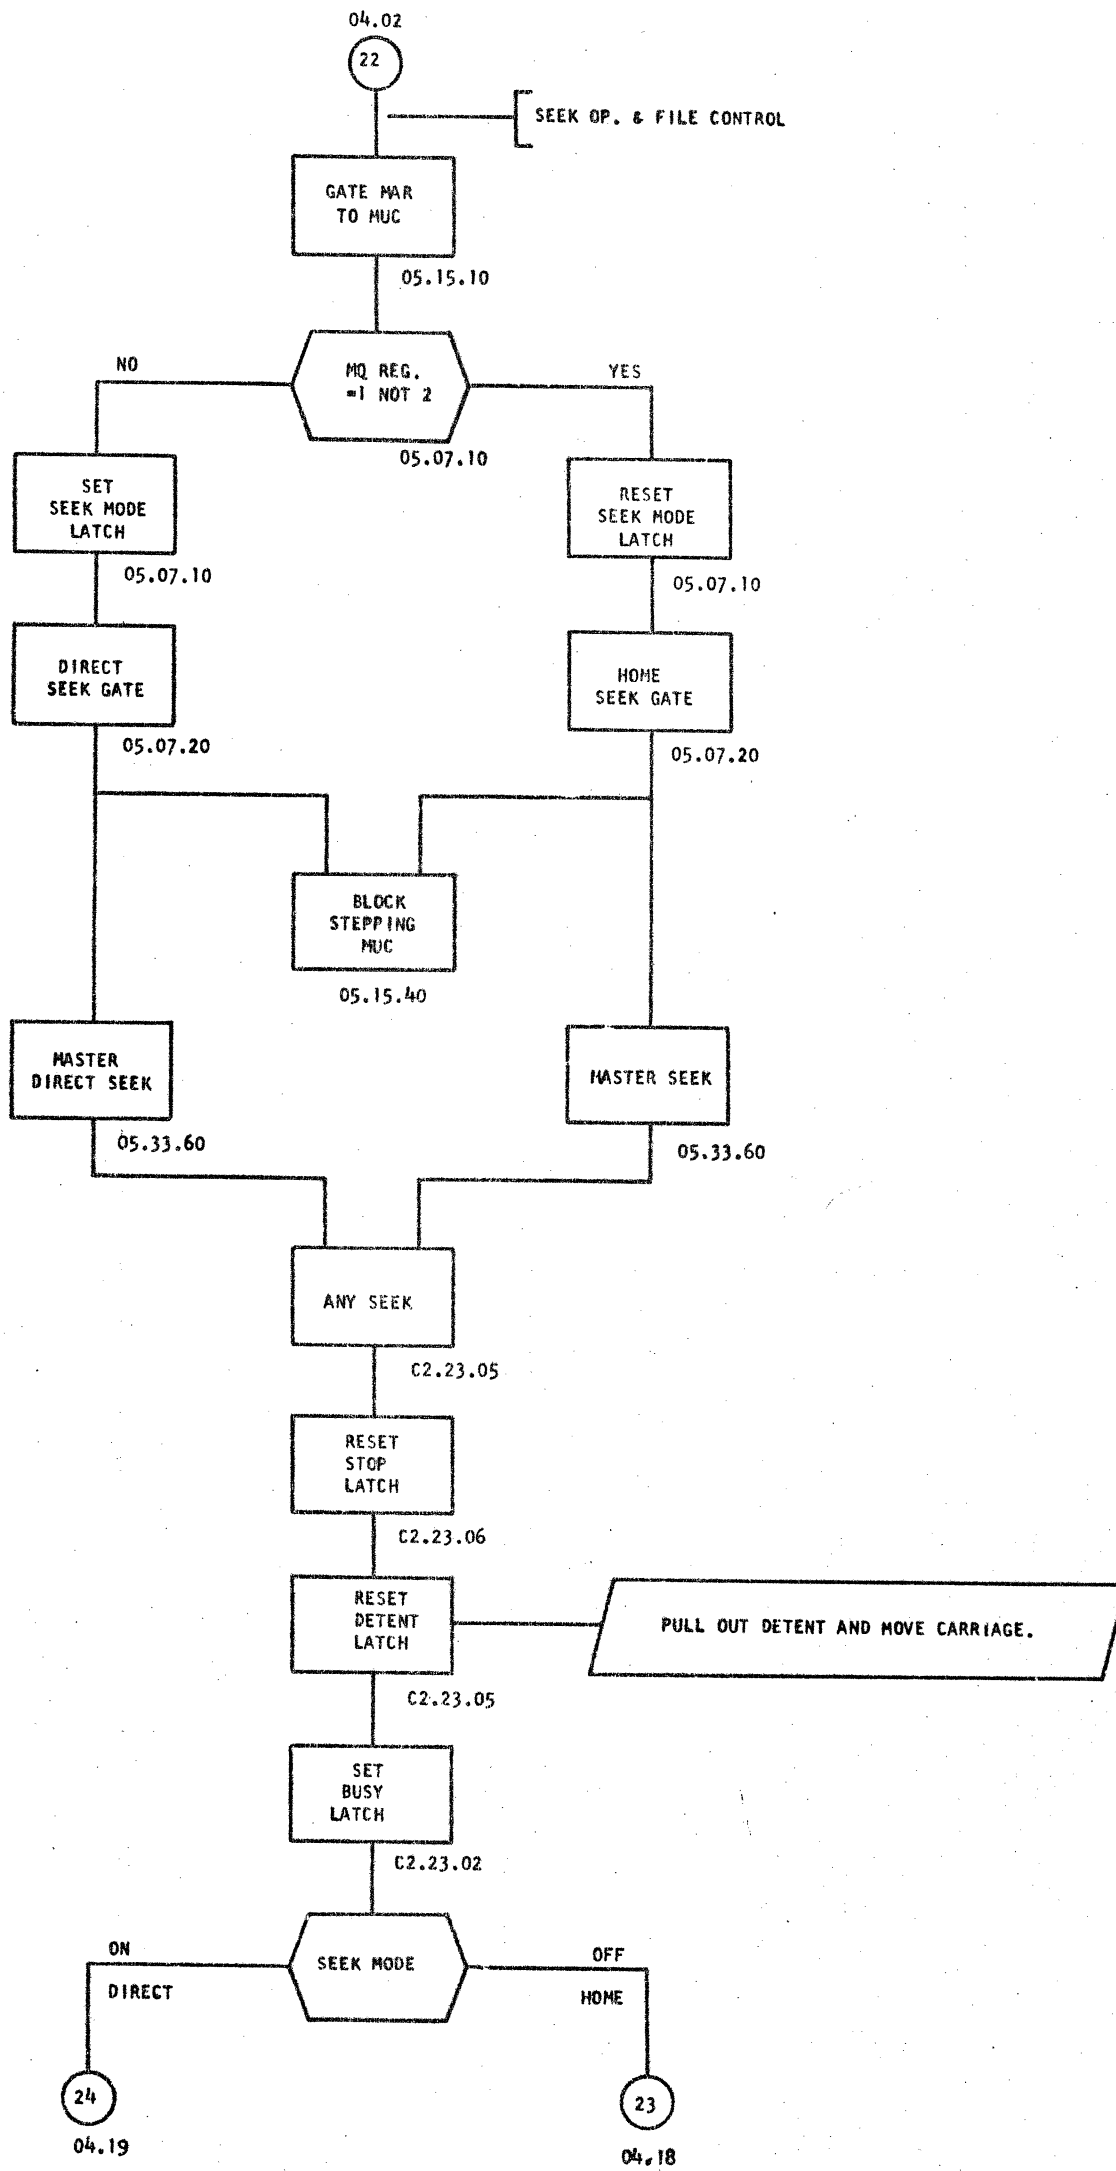 04.02
22
SEEK OP. & FILE CONTROL
GATE MAR
TO MUC
05.15.10
NO
MQ REG.
=1 NOT 2
YES
05.07.10
SET
SEEK MODE
LATCH
05.07.10
RESET
SEEK MODE
LATCH
05.07.10
DIRECT
SEEK GATE
05.07.20
HOME
SEEK GATE
05.07.20
BLOCK
STEPPING
MUC
05.15.40
MASTER
DIRECT SEEK
05.33.60
MASTER SEEK
05.33.60
ANY SEEK
C2.23.05
RESET
STOP
LATCH
C2.23.06
RESET
DETENT
LATCH
C2.23.05
PULL OUT DETENT AND MOVE CARRIAGE.
SET
BUSY
LATCH
C2.23.02
ON
DIRECT
SEEK MODE
OFF
HOME
24
04.19
23
04.18